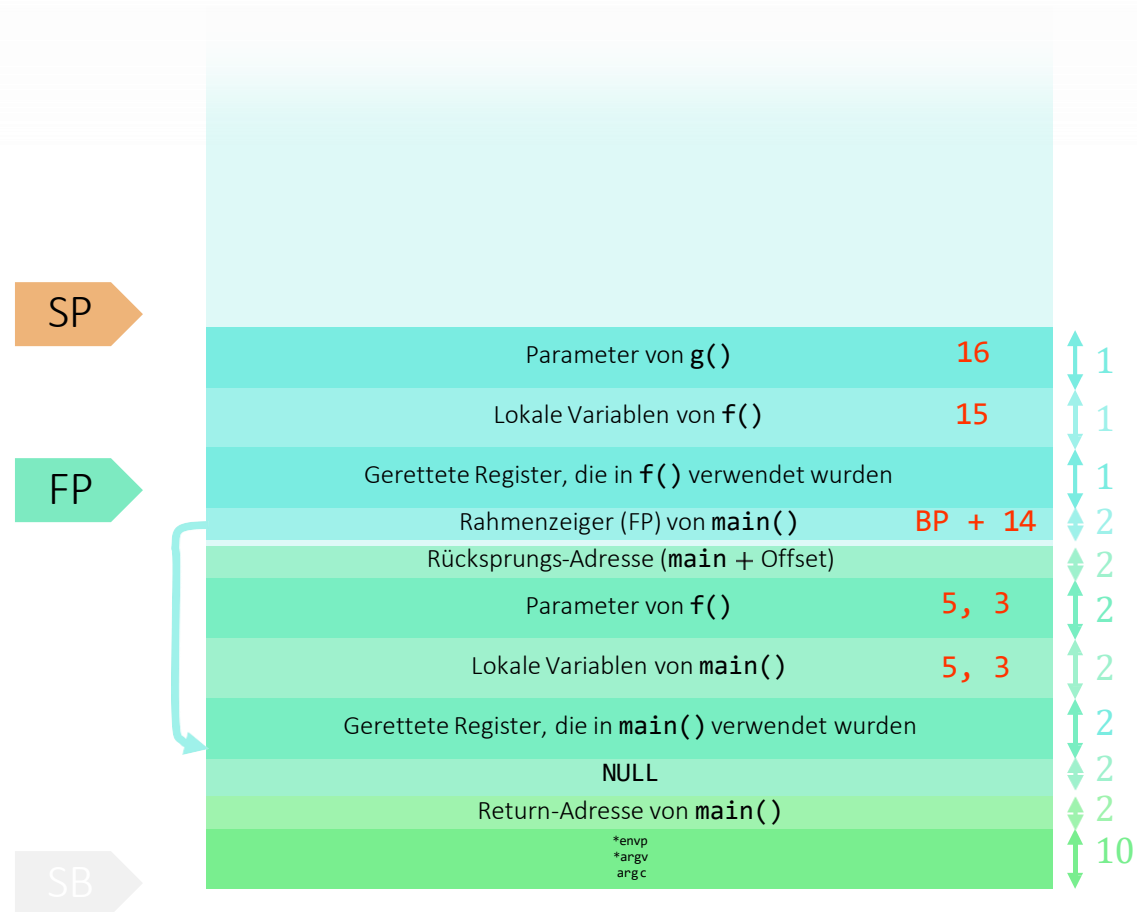 SP
Parameter von g() 16 1
Lokale Variablen von f() 15 1
FP
Gerettete Register, die in f() verwendet wurden 1
Rahmenzeiger (FP) von main() BP + 14 2
Rücksprungs-Adresse (main + Offset) 2
Parameter von f() 5, 3 2
Lokale Variablen von main() 5, 3 2
Gerettete Register, die in main() verwendet wurden 2
NULL 2
Return-Adresse von main() 2
*envp
*argv
argc
10
SB